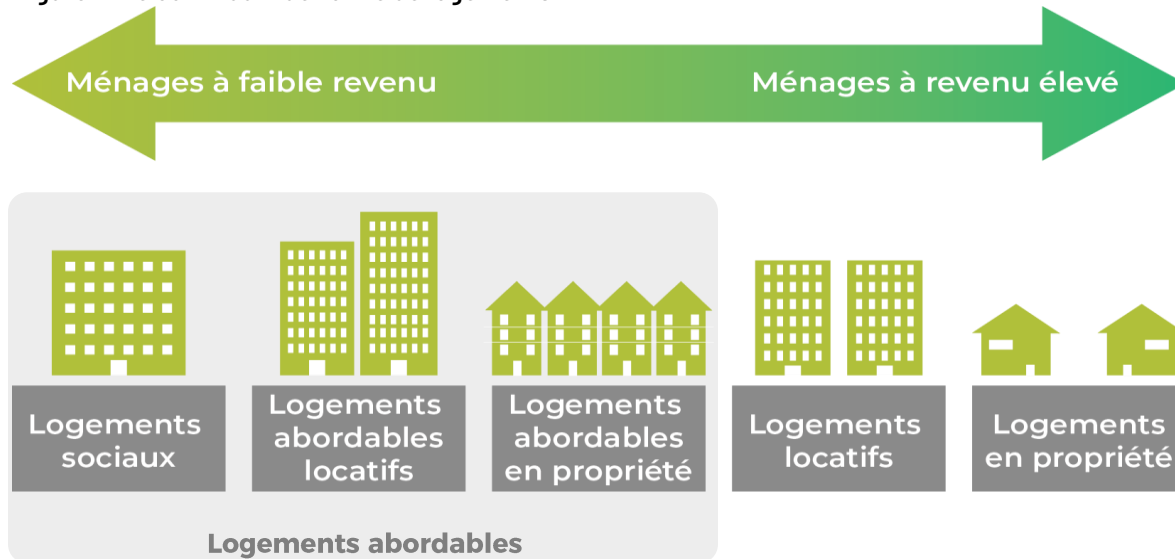 Ménages à faible revenu
Ménages à revenu élevé
Logements
sociaux
Logements
abordables
locatifs
Logements
abordables
en propriété
Logements
locatifs
Logements
en propriété
Logements abordables